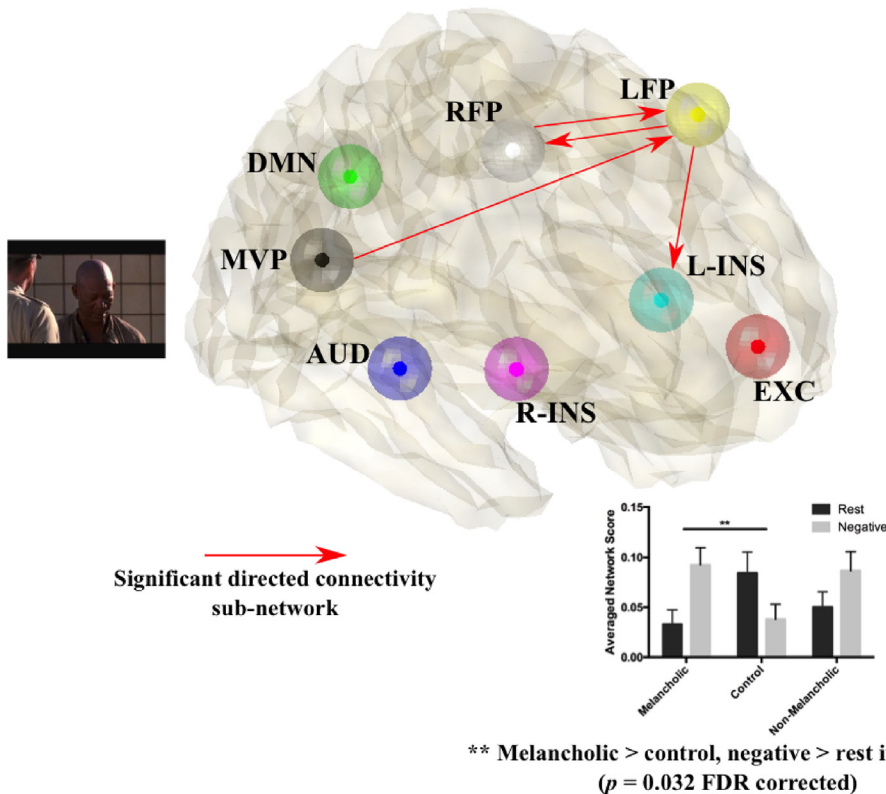 LFP
RFP
DMN
MVP
L-INS
AUD
R-INS
EXC
Significant directed connectivity
sub-network
Averaged Network Score
0.15
0.10
0.05
0.00
**
Rest
Negative
Melancholic
Control
Non-Melancholic
** Melancholic > control, negative > rest i
(p = 0.032 FDR corrected)